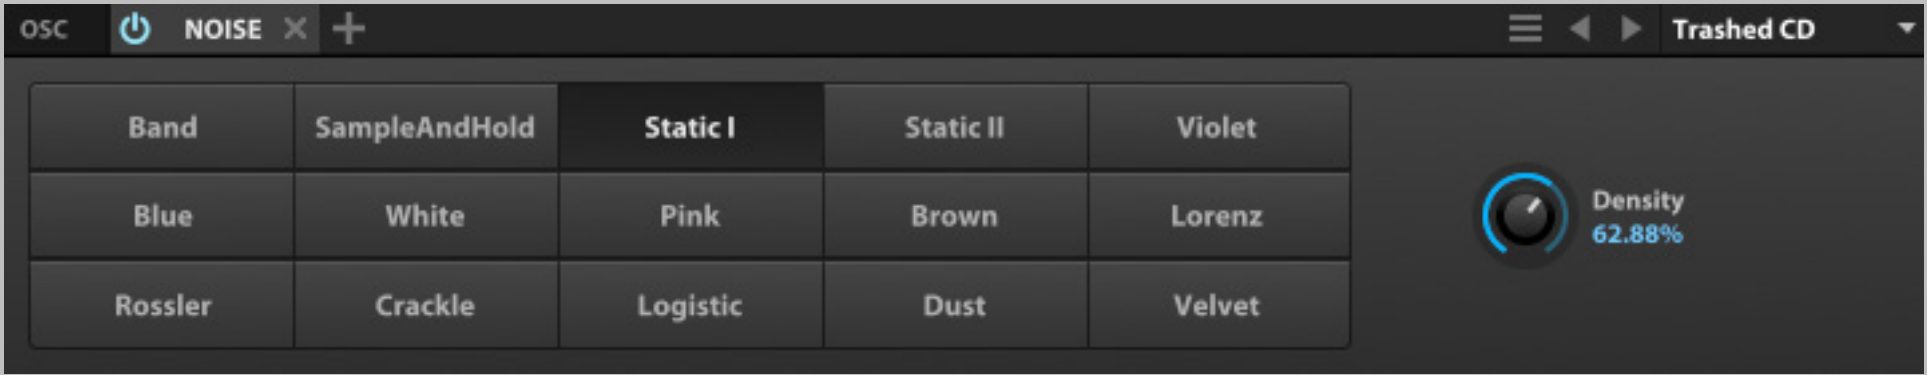 OSC NOISE Trashed CD
Band SampleAndHold Static I Static II Violet
Blue White Pink Brown Lorenz
Rossler Crackle Logistic Dust Velvet
Density
62.88%